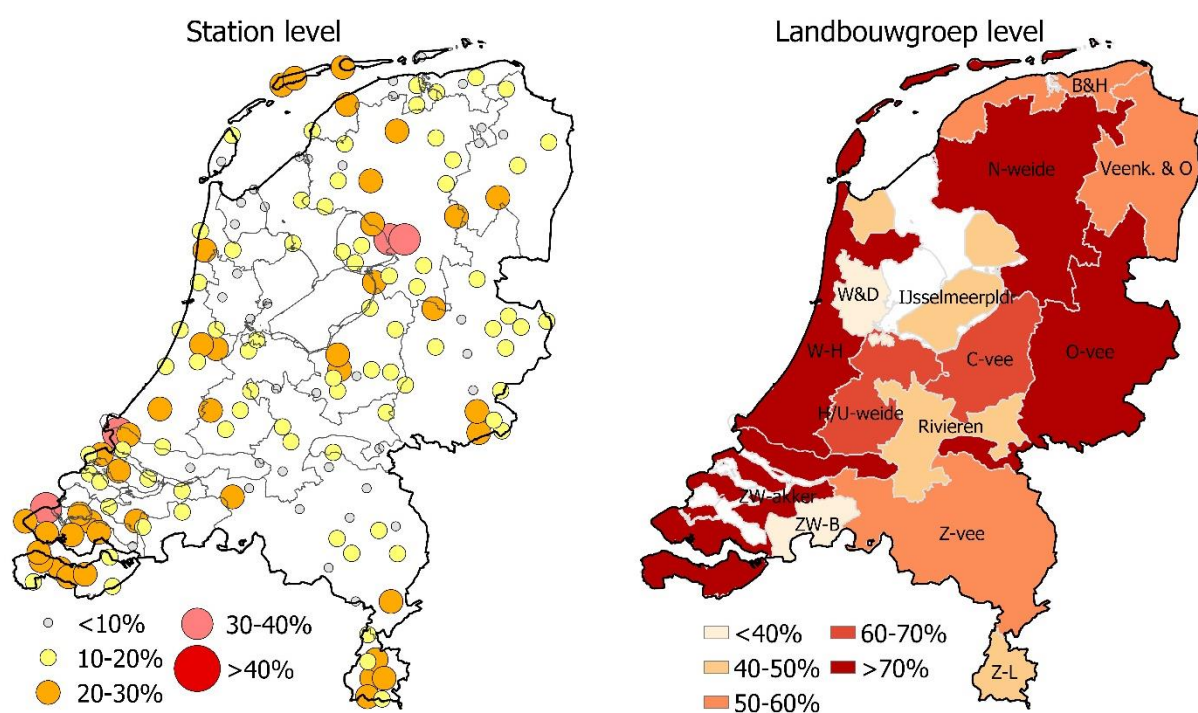 Station level
<10%
10-20%
20-30%
30-40%
>40%
Landbouwgroep level
B&H
N-weide
Veenk. & O
W&D
IJsselmeerpldr
W-H
C-vee
O-vee
H/U-weide
Rivieren
ZW-akker
ZW-B
Z-vee
Z-L
<40%
40-50%
50-60%
60-70%
>70%